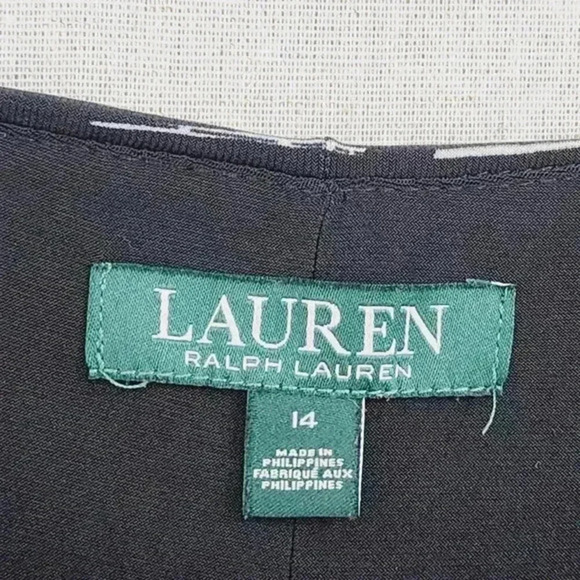 LAUREN
RALPH LAUREN
14
MADE IN
PHILIPPINES
FABRIQUÉ AUX
PHILIPPINES